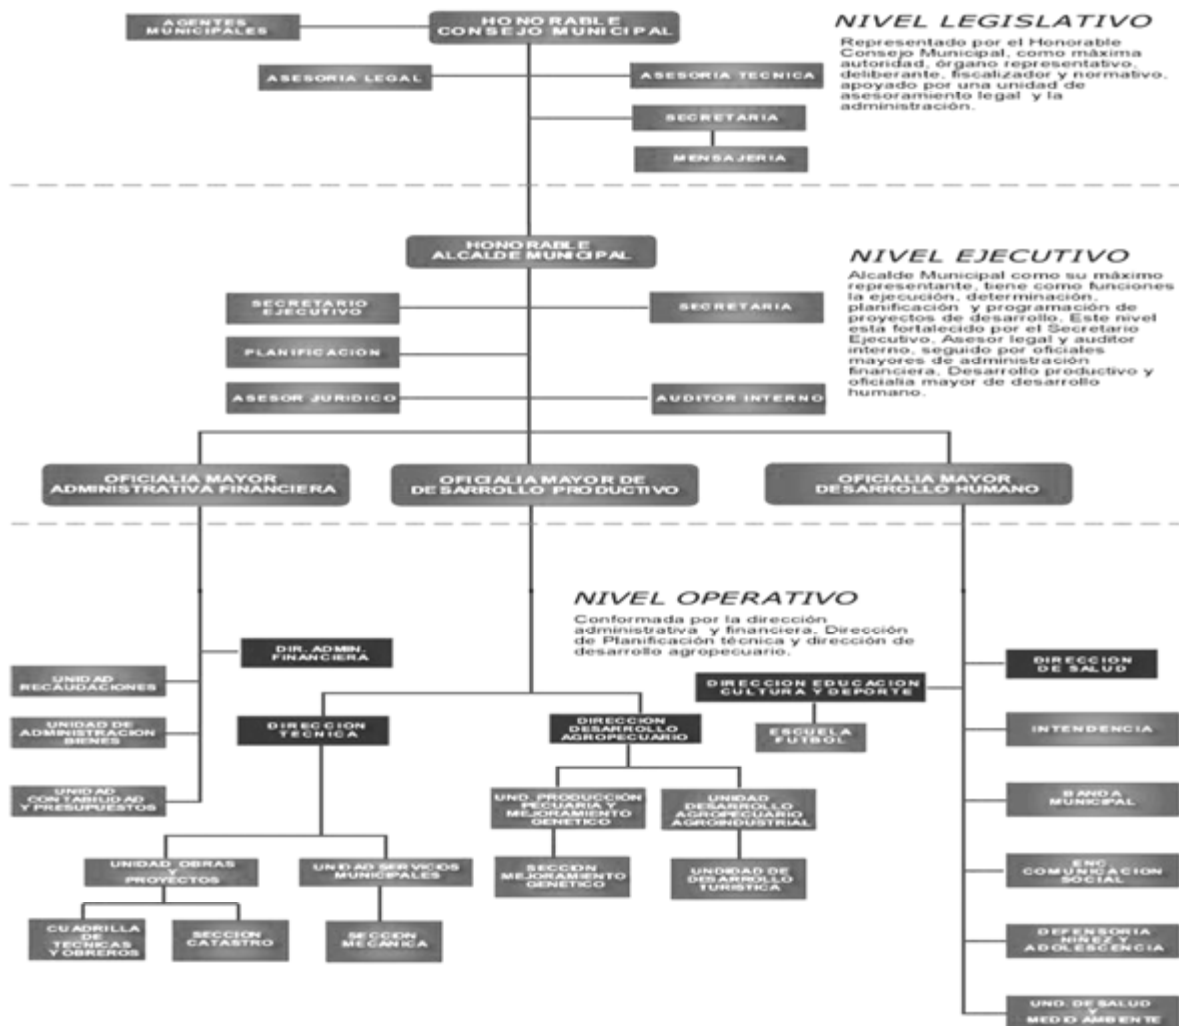 AGENTES
MUNICIPALES
HONORABLE
CONSEJO MUNICIPAL
NIVEL LEGISLATIVO
Representado por el Honorable
Consejo Municipal, como máxima
autoridad, órgano representativo,
deliberante, fiscalizador y normativo,
apoyado por una unidad de
asesoramiento legal y la
administración.
ASESORIA LEGAL
ASESORIA TECNICA
SECRETARIA
MENSAJERIA
HONORABLE
ALCALDE MUNICIPAL
NIVEL EJECUTIVO
Alcalde Municipal como su máximo
representante, tiene como funciones
la ejecución, determinación,
planificación y programación de
proyectos de desarrollo. Este nivel
esta fortalecido por el Secretario
Ejecutivo. Asesor legal y auditor
interno, seguido por oficiales
mayores de administración
financiera. Desarrollo productivo y
oficialia mayor de desarrollo
humano.
SECRETARIO
EJECUTIVO
SECRETARIA
PLANIFICACIÓN
ASESOR JURIDICO
AUDITOR INTERNO
OFICIALIA MAYOR
ADMINISTRATIVA FINANCIERA
OFICIALIA MAYOR DE
DESARROLLO PRODUCTIVO
OFICIALIA MAYOR
DESARROLLO HUMANO
NIVEL OPERATIVO
Conformada por la dirección
administrativa y financiera. Dirección
de Planificación técnica y dirección de
desarrollo agropecuario.
DIR. ADMIN.
FINANCIERA
UNIDAD
RECAUDACIONES
UNIDAD DE
ADMINISTRACION
BIENES
UNIDAD
CONTABILIDAD
Y PRESUPUESTOS
DIRECCION
TECNICA
DIRECCION
DESARROLLO
AGROPECUARIO
DIRECCION EDUCACION
CULTURA Y DEPORTE
ESCUELA
FUTBOL
DIRECCION
DE SALUD
INTENDENCIA
BANDA
MUNICIPAL
ENC.
COMUNICACION
SOCIAL
DEFENSORIA
NIÑEZ Y
ADOLESCENCIA
UNO. DE SALUD
Y
MEDIO AMBIENTE
UND. PRODUCCIÓN
PECUARIA Y
MEJORAMIENTO
GENETICO
UNIDAD
DESARROLLO
AGROPECUARIO
AGROINDUSTRIAL
SECCION
MEJORAMIENTO
GENETICO
UNDIDAD DE
DESARROLLO
TURISTICA
UNIDAD OBRAS
Y
PROYECTOS
UNIDAD SERVICIOS
MUNICIPALES
CUADRILLA
DE
TECNICAS
Y OBREROS
SECCION
CATASTRO
SECCION
MECÁNICA